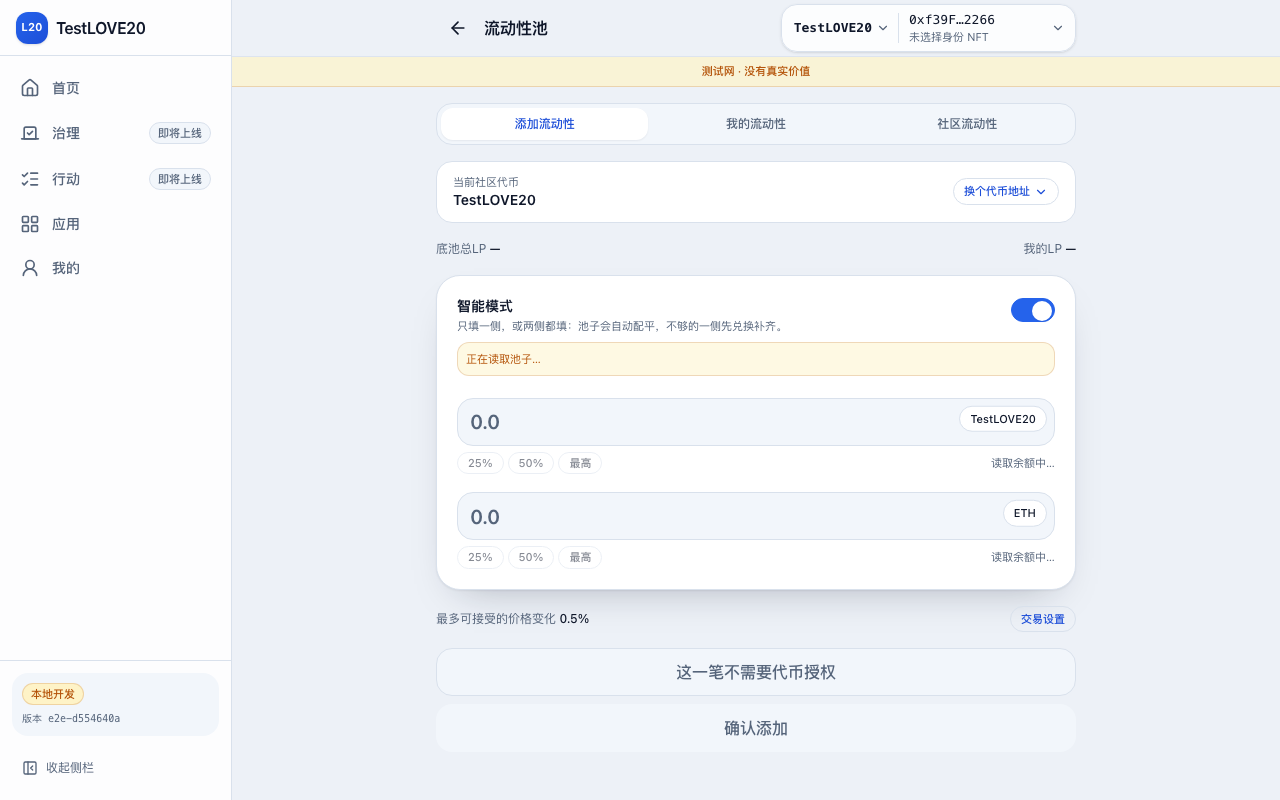 L20 TestLOVE20
首页
治理 即将上线
行动 即将上线
应用
我的
本地开发
版本 e2e-d554640a
收起侧栏
流动性池
TestLOVE20
0xf39F…2266
未选择身份 NFT
测试网 · 没有真实价值
添加流动性 我的流动性 社区流动性
当前社区代币
TestLOVE20
换个代币地址
底池总LP — 我的LP —
智能模式
只填一侧，或两侧都填：池子会自动配平，不够的一侧先兑换补齐。
正在读取池子…
0.0 TestLOVE20
25% 50% 最高 读取余额中…
0.0 ETH
25% 50% 最高 读取余额中…
最多可接受的价格变化 0.5% 交易设置
这一笔不需要代币授权
确认添加